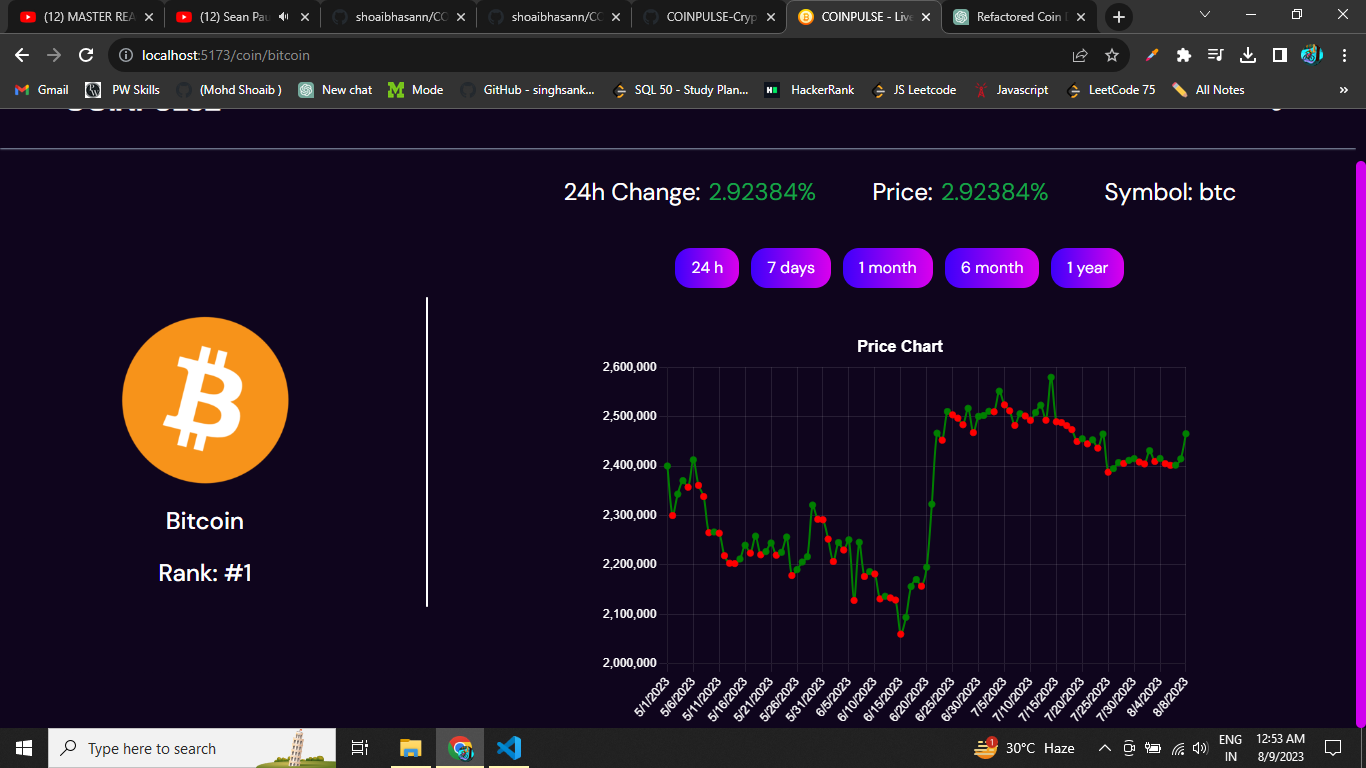 (12) MASTER REA
(12) Sean Pau
shoaibhasann/CO
shoaibhasann/CO
COINPULSE-Cryp
COINPULSE - Live
Refactored Coin
localhost:5173/coin/bitcoin
Gmail
PW Skills
(Mohd Shoaib )
New chat
Mode
GitHub - singhsank...
SQL 50 - Study Plan...
HackerRank
JS Leetcode
Javascript
LeetCode 75
All Notes
»
24h Change: 2.92384%
Price: 2.92384%
Symbol: btc
24 h
7 days
1 month
6 month
1 year
Bitcoin
Rank: #1
Price Chart
2,600,000
2,500,000
2,400,000
2,300,000
2,200,000
2,100,000
2,000,000
5/1/2023
5/6/2023
5/11/2023
5/16/2023
5/21/2023
5/26/2023
5/31/2023
6/5/2023
6/10/2023
6/15/2023
6/20/2023
6/25/2023
6/30/2023
7/5/2023
7/10/2023
7/15/2023
7/20/2023
7/25/2023
7/30/2023
8/4/2023
8/8/2023
Type here to search
1
30°C Haze
ENG
IN
12:53 AM
8/9/2023